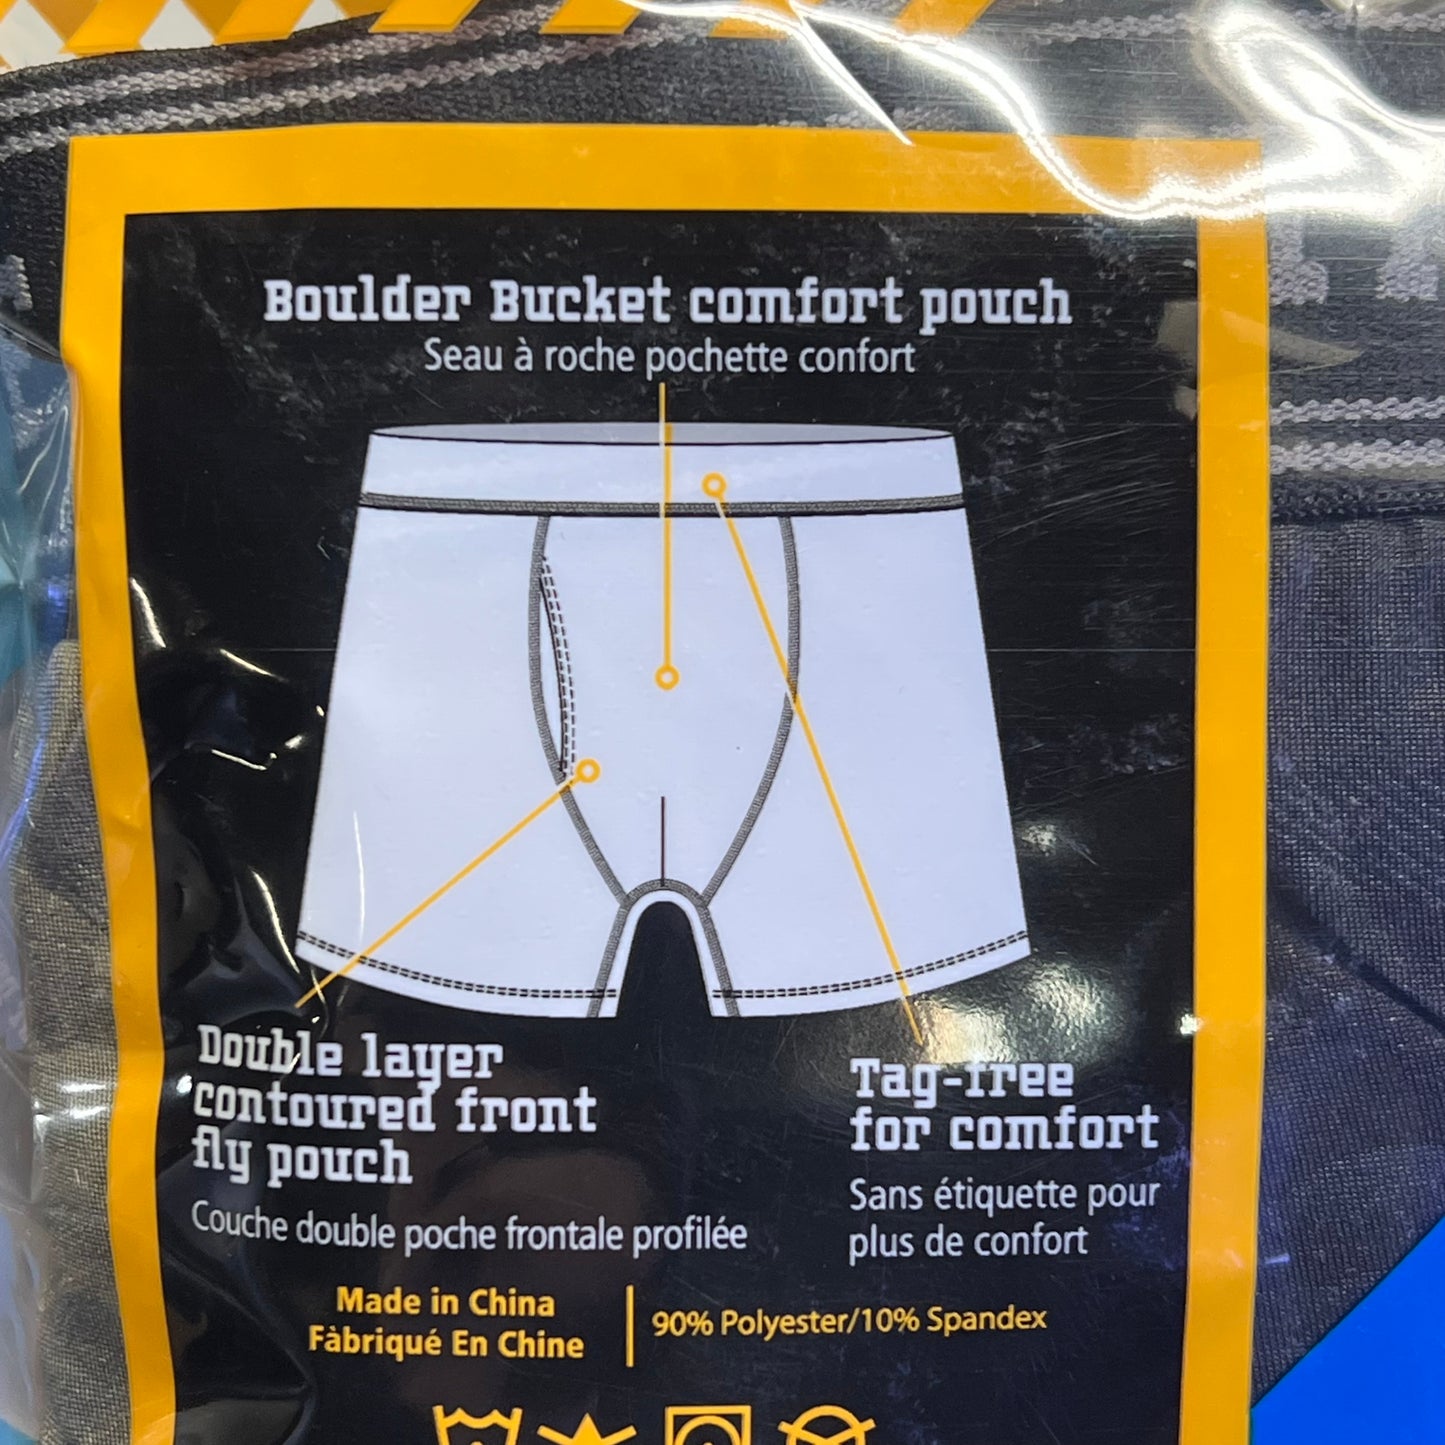 Boulder Bucket comfort pouch
Seau à roche pochette confort
Double layer
contoured front
fly pouch
Couche double poche frontale profilée
Tag-free
for comfort
Sans étiquette pour
plus de confort
Made in China
Fàbriqué En Chine
90% Polyester/10% Spandex